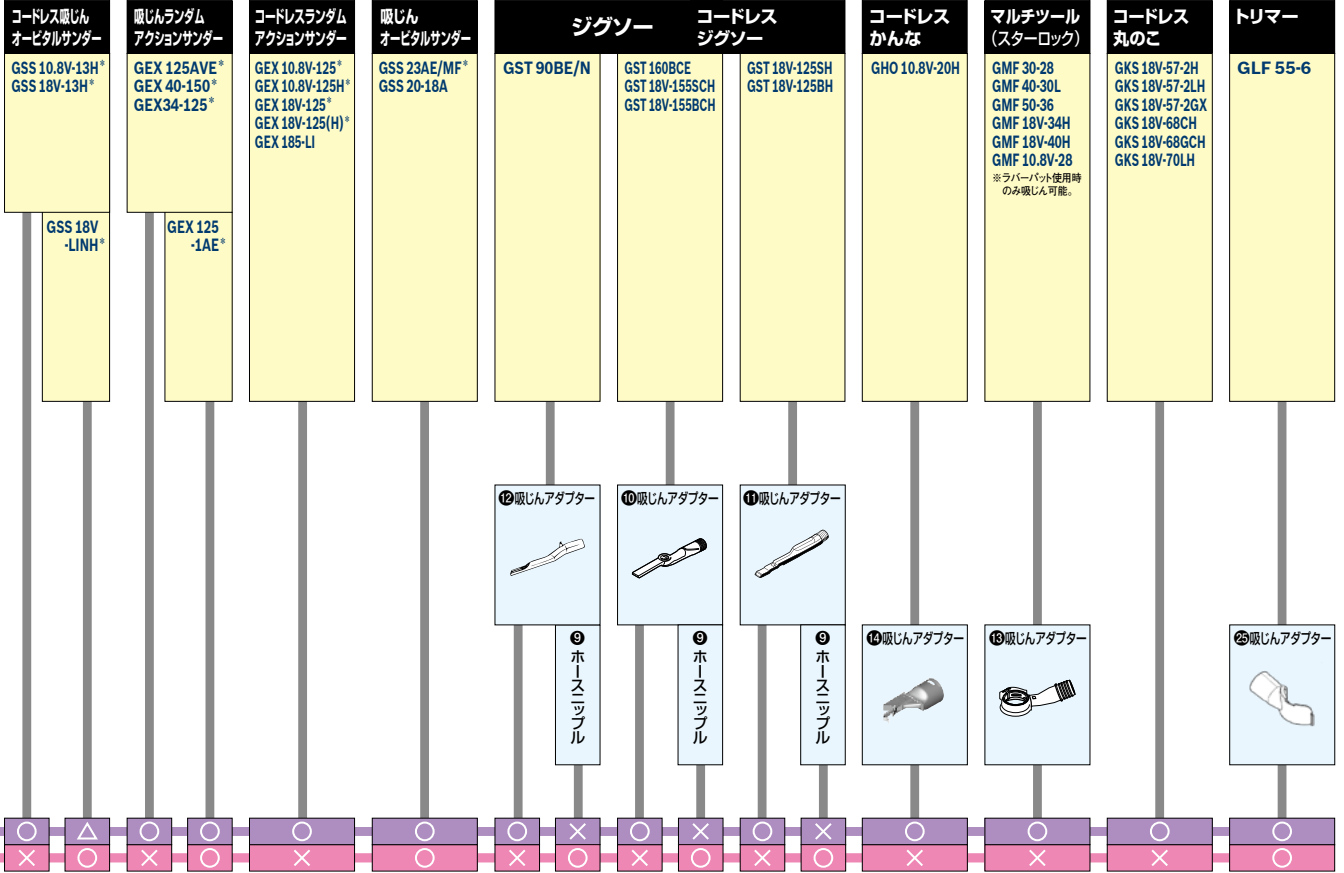 コードレス吸じん
オービタルサンダー
GSS 10.8V-13H*
GSS 18V-13H*
GSS 18V
-LINH*
吸じんランダム
アクションサンダー
GEX 125AVE*
GEX 40-150*
GEX34-125*
GEX 125
-1AE*
コードレスランダム
アクションサンダー
GEX 10.8V-125*
GEX 10.8V-125H*
GEX 18V-125*
GEX 18V-125(H)*
GEX 185-LI
吸じん
オービタルサンダー
GSS 23AE/MF*
GSS 20-18A
ジグソー
コードレス
ジグソー
GST 90BE/N
GST 160BCE
GST 18V-155SCH
GST 18V-155BCH
GST 18V-125SH
GST 18V-125BH
コードレス
かんな
GHO 10.8V-20H
マルチツール
(スターロック)
GMF 30-28
GMF 40-30L
GMF 50-36
GMF 18V-34H
GMF 18V-40H
GMF 10.8V-28
※ラバーパット使用時
のみ吸じん可能。
コードレス
丸のこ
GKS 18V-57-2H
GKS 18V-57-2LH
GKS 18V-57-2GX
GKS 18V-68CH
GKS 18V-68GCH
GKS 18V-70LH
トリマー
GLF 55-6
⓬吸じんアダプター
❿吸じんアダプター
⓫吸じんアダプター
❾ホースニップル
❾ホースニップル
❾ホースニップル
⓮吸じんアダプター
⓭吸じんアダプター
㉕吸じんアダプター
○ △ ○ ○ ○ ○ ○ × ○ × ○ × ○ ○ ○ ○
× ○ × ○ × ○ × ○ × ○ × ○ × × × ○